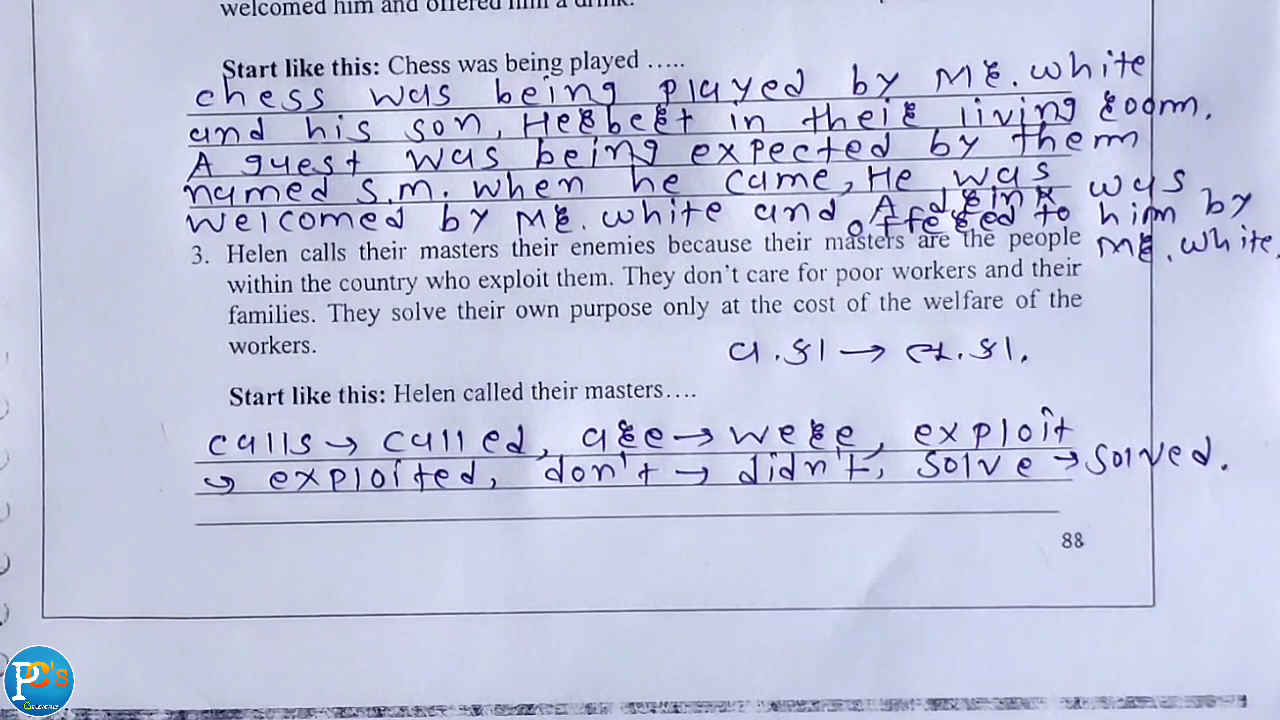 welcomed him and offered him a drink.
Start like this: Chess was being played .....
chess was being played by Mr. white
and his son, Herbert in their living room.
A guest was being expected by them
named S.M. when he came, He was
welcomed by Mr. white and A drink was
offered to him by
Mr. white.
3. Helen calls their masters their enemies because their masters are the people
within the country who exploit them. They don't care for poor workers and their
families. They solve their own purpose only at the cost of the welfare of the
workers.
Start like this: Helen called their masters....
calls → called, are → were, exploit
→ exploited, don't → didn't, solve → solved.
88
PC's